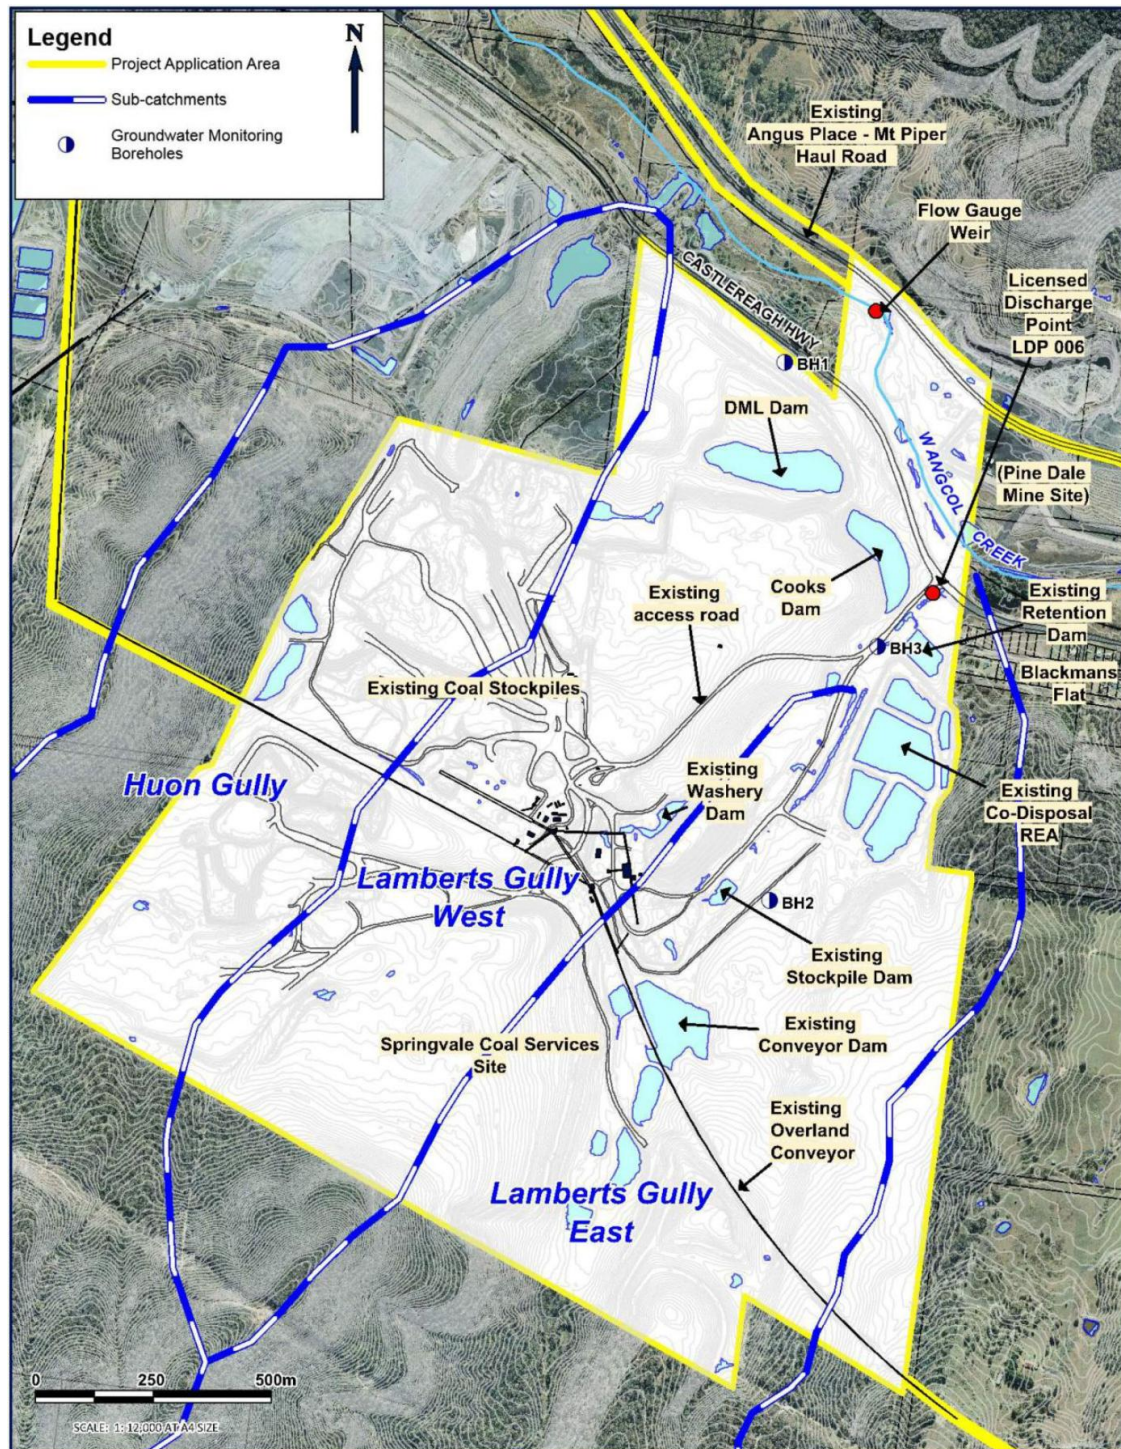 Legend
Project Application Area
Sub-catchments
Groundwater Monitoring
Boreholes
N
Existing
Angus Place - Mt Piper
Haul Road
Flow Gauge
Weir
Licensed
Discharge
Point
LDP 006
CASTLEREAGH HWY
BH1
DML Dam
WANGCOL CREEK
(Pine Dale
Mine Site)
Cooks
Dam
Existing
access road
Existing
Retention
Dam
BH3
Blackmans
Flat
Existing Coal Stockpiles
Huon Gully
Existing
Washery
Dam
Existing
Co-Disposal
REA
Lamberts Gully
West
BH2
Existing
Stockpile Dam
Existing
Conveyor Dam
Springvale Coal Services
Site
Existing
Overland
Conveyor
Lamberts Gully
East
0 250 500m
SCALE: 1: 12,000 AT A4 SIZE